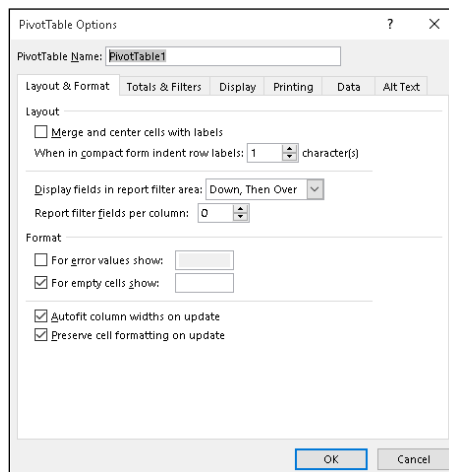 PivotTable Options ? ×
PivotTable Name: PivotTable1
Layout & Format Totals & Filters Display Printing Data Alt Text
Layout
Merge and center cells with labels
When in compact form indent row labels: 1 character(s)
Display fields in report filter area: Down, Then Over
Report filter fields per column: 0
Format
For error values show:
For empty cells show:
Autofit column widths on update
Preserve cell formatting on update
OK Cancel